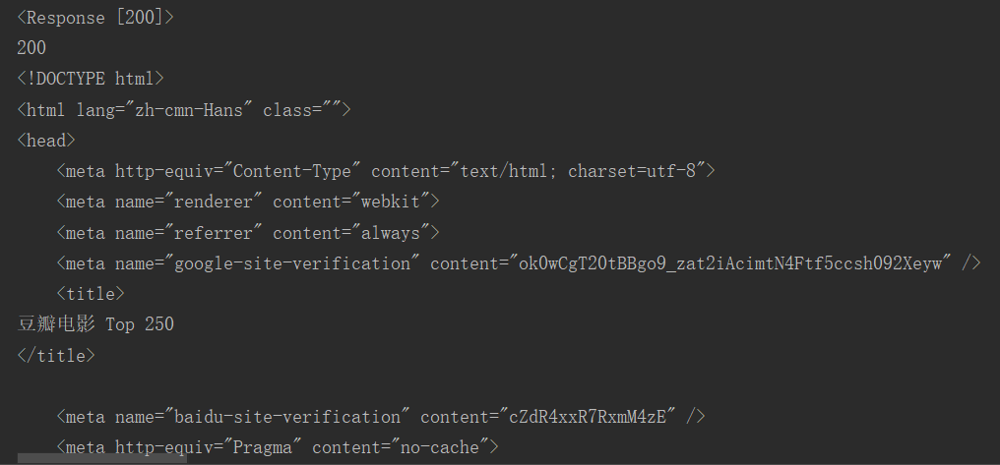 <Response [200]>
200
<!DOCTYPE html>
<html lang="zh-cmn-Hans" class="">
<head>
    <meta http-equiv="Content-Type" content="text/html; charset=utf-8">
    <meta name="renderer" content="webkit">
    <meta name="referrer" content="always">
    <meta name="google-site-verification" content="ok0wCgT20tBBgo9_zat2iAcimtN4Ftf5ccsh092Xeyw" />
    <title>
豆瓣电影 Top 250
</title>
    <meta name="baidu-site-verification" content="cZdR4xxR7RxmM4zE" />
    <meta http-equiv="Pragma" content="no-cache">